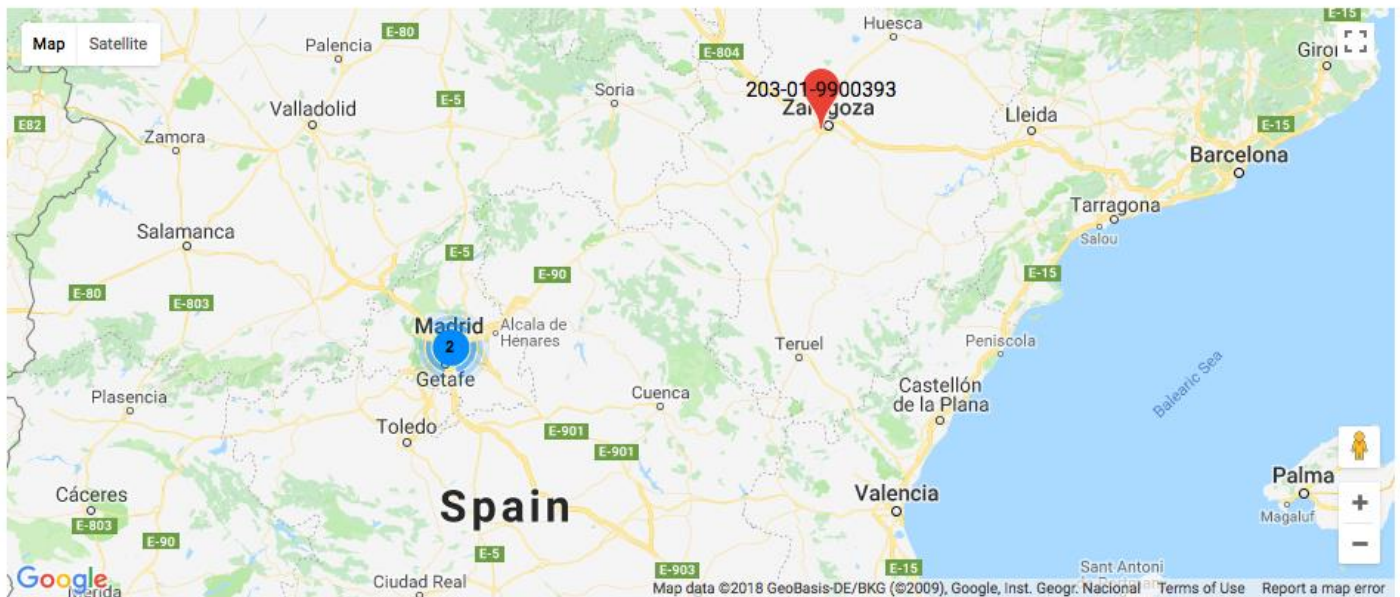 E-15
Huesca
E-80
Map
Satellite
Palencia
E-804
Soria
203-01-9900393
Valladolid
E-5
Lleida
E82
E-15
Zamora
Barcelona
Tarragona
Salamanca
Salou
E-5
E-90
E-15
E-80
E-803
Madrid
Alcala de
Henares
2
Teruel
Peniscola
Getafe
Balearic Sea
Plasencia
Cuenca
Castellón
de la Plana
Toledo
E-901
E-901
Palma
Cáceres
Spain
Valencia
E-803
Magaluf
E-90
E-5
E-903
E-15
Sant Antoni
Google
Ciudad Real
Map data ©2018 GeoBasis-DE/BKG (©2009), Google, Inst. Geogr. Nacional
Terms of Use
Report a map error